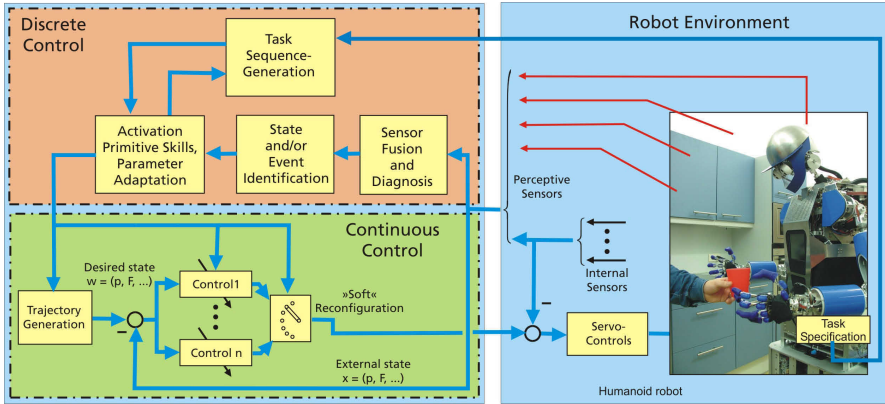 Discrete
Control
Task
Sequence-
Generation
Activation
Primitive Skills,
Parameter
Adaptation
State
and/or
Event
Identification
Sensor
Fusion
and
Diagnosis
Continuous
Control
Desired state
w = (p, F, ...)
Trajectory
Generation
−
Control1
Control n
»Soft«
Reconfiguration
External state
x = (p, F, ...)
Robot Environment
Perceptive
Sensors
Internal
Sensors
−
Servo-
Controls
Task
Specification
Humanoid robot